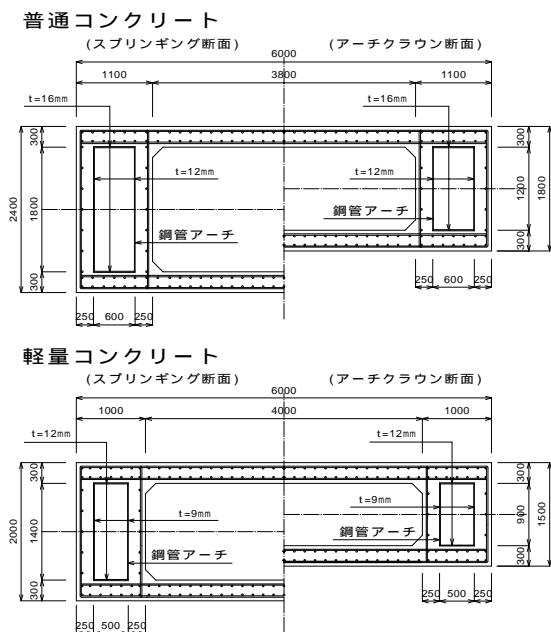 普通コンクリート
(スプリンギング断面) (アーチクラウン断面)
6000
1100 3800 1100
t=16mm t=16mm
300 300
t=12mm t=12mm
2400 1800 1200 1800
鋼管アーチ 鋼管アーチ
300 300
250 600 250
250 600 250
軽量コンクリート
(スプリンギング断面) (アーチクラウン断面)
6000
1000 4000 1000
t=12mm t=12mm
300 300
t=9mm t=9mm
2000 1400 900 1500
鋼管アーチ 鋼管アーチ
300 300
250 500 250
250 500 250